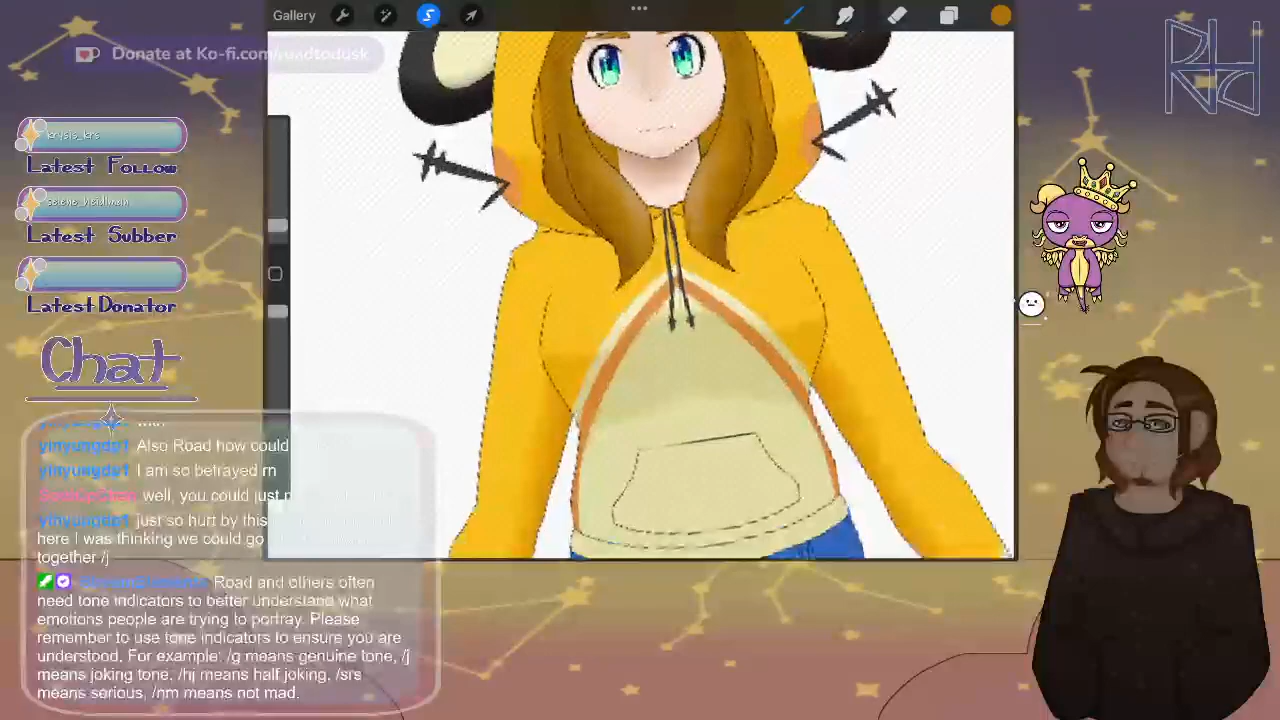 Gallery
Donate at Ko-fi.com/roadtodusk
Latest Follow
Latest Subber
Latest Donator
Chat
Also Road how could
I am so betrayed rn
well, you could just
just so hurt by this
here I was thinking we could go
together /j
StreamElements Road and others often
need tone indicators to better understand what
emotions people are trying to portray. Please
remember to use tone indicators to ensure you are
understood. For example: /g means genuine tone, /j
means joking tone, /hj means half joking, /srs
means serious, /nm means not mad.